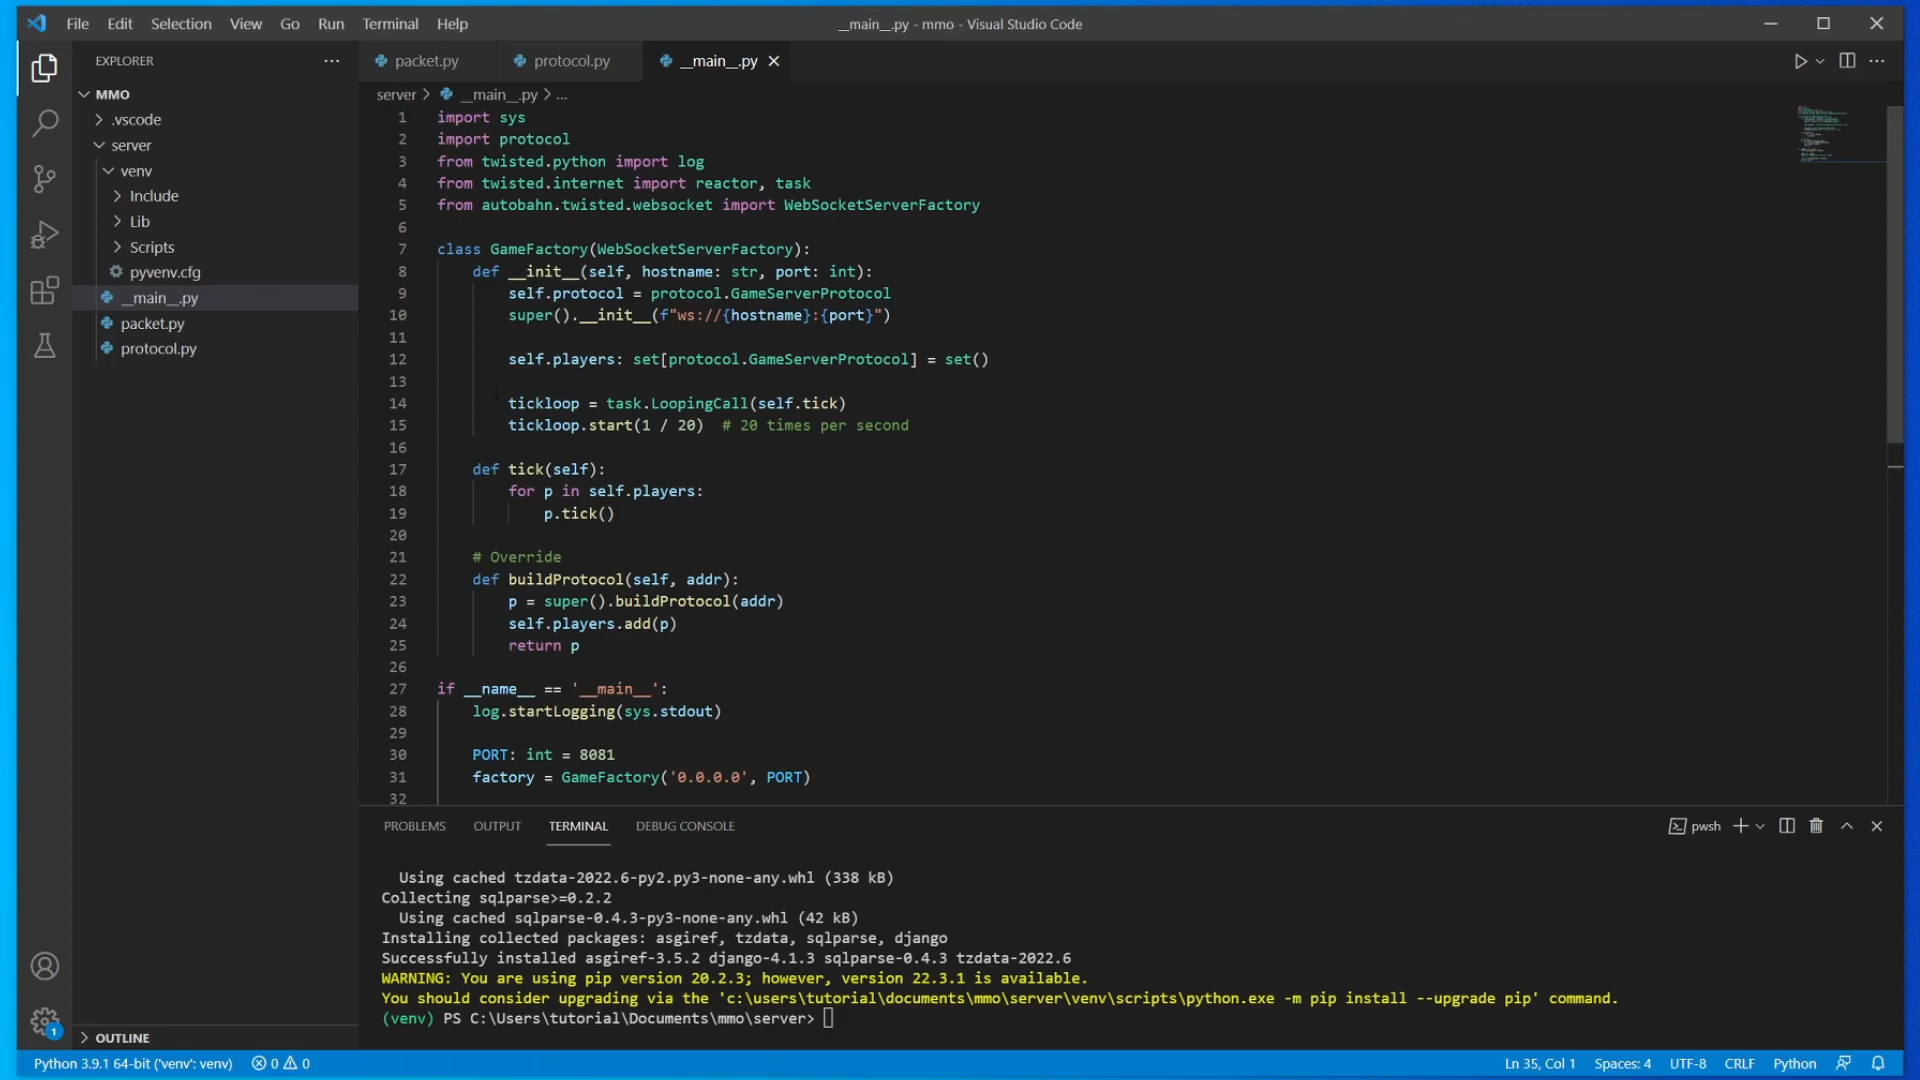 File Edit Selection View Go Run Terminal Help
__main__.py - mmo - Visual Studio Code
EXPLORER
MMO
.vscode
server
venv
Include
Lib
Scripts
pyvenv.cfg
__main__.py
packet.py
protocol.py
OUTLINE
packet.py protocol.py __main__.py
server > __main__.py > ...
1 import sys
2 import protocol
3 from twisted.python import log
4 from twisted.internet import reactor, task
5 from autobahn.twisted.websocket import WebSocketServerFactory
6
7 class GameFactory(WebSocketServerFactory):
8 def __init__(self, hostname: str, port: int):
9 self.protocol = protocol.GameServerProtocol
10 super().__init__(f"ws://{hostname}:{port}")
11
12 self.players: set[protocol.GameServerProtocol] = set()
13
14 tickloop = task.LoopingCall(self.tick)
15 tickloop.start(1 / 20)  # 20 times per second
16
17 def tick(self):
18 for p in self.players:
19 p.tick()
20
21 # Override
22 def buildProtocol(self, addr):
23 p = super().buildProtocol(addr)
24 self.players.add(p)
25 return p
26
27 if __name__ == '__main__':
28 log.startLogging(sys.stdout)
29
30 PORT: int = 8081
31 factory = GameFactory('0.0.0.0', PORT)
32
PROBLEMS OUTPUT TERMINAL DEBUG CONSOLE
pwsh
Using cached tzdata-2022.6-py2.py3-none-any.whl (338 kB)
Collecting sqlparse>=0.2.2
Using cached sqlparse-0.4.3-py3-none-any.whl (42 kB)
Installing collected packages: asgiref, tzdata, sqlparse, django
Successfully installed asgiref-3.5.2 django-4.1.3 sqlparse-0.4.3 tzdata-2022.6
WARNING: You are using pip version 20.2.3; however, version 22.3.1 is available.
You should consider upgrading via the 'c:\users\tutorial\documents\mmo\server\venv\scripts\python.exe -m pip install --upgrade pip' command.
(venv) PS C:\Users\tutorial\Documents\mmo\server>
1
Python 3.9.1 64-bit ('venv': venv) 0 0
Ln 35, Col 1 Spaces: 4 UTF-8 CRLF Python